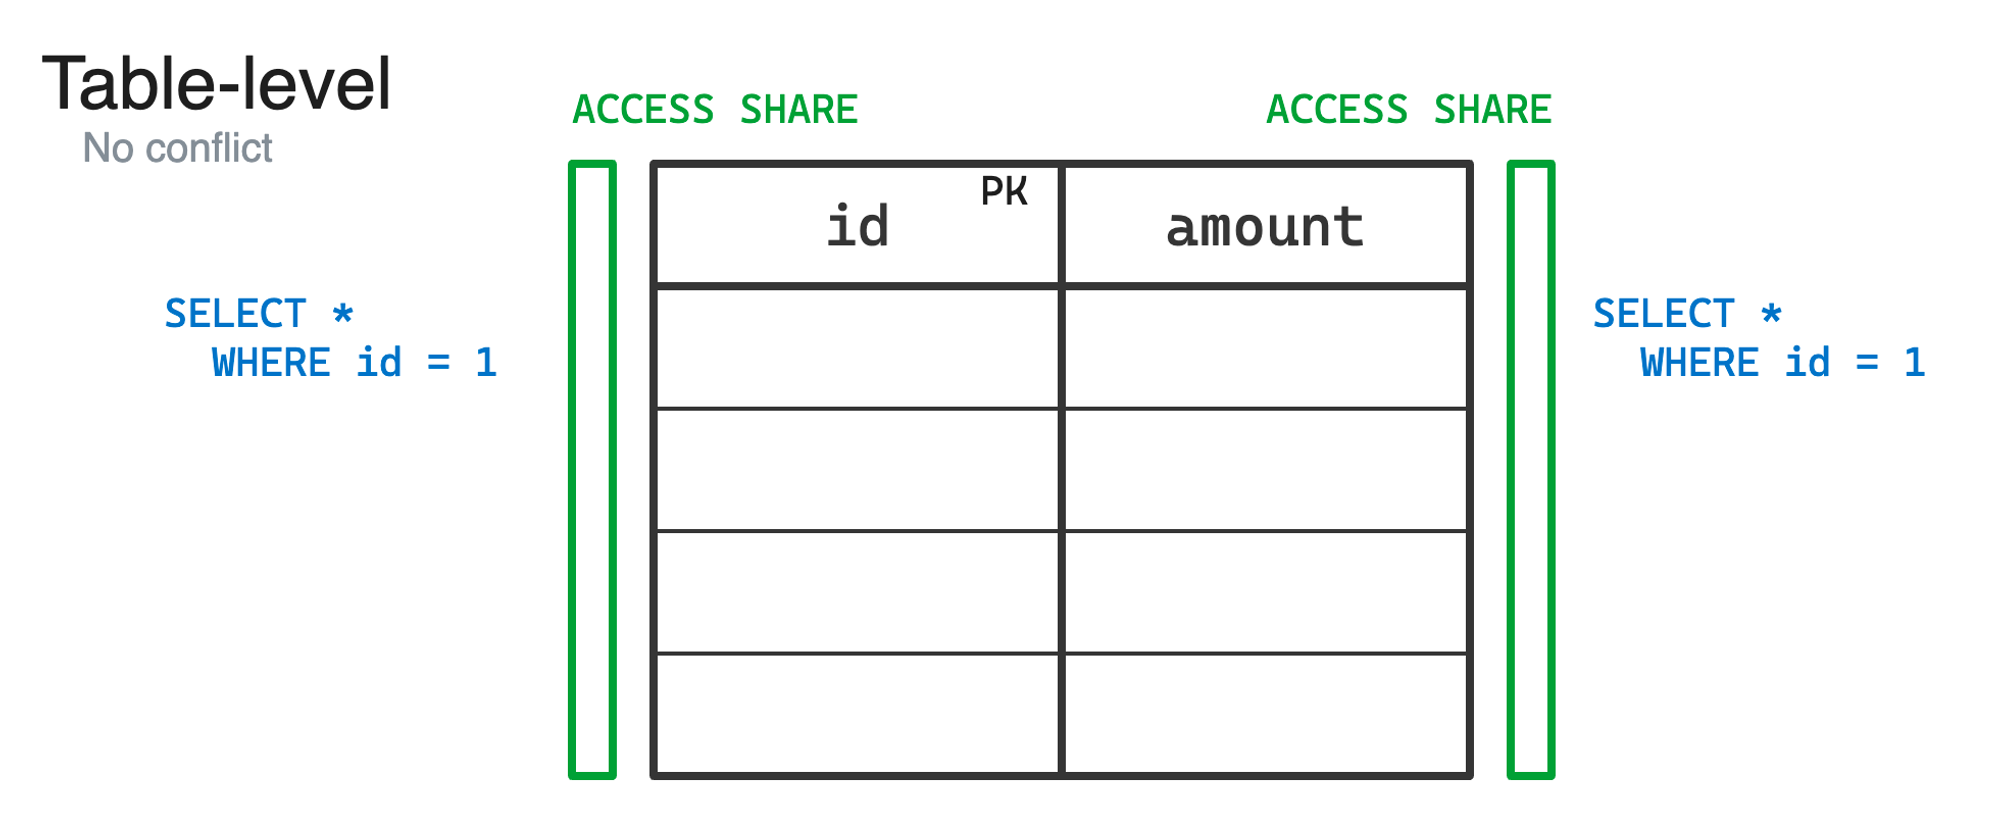 Table-level
No conflict
ACCESS SHARE
ACCESS SHARE
id
PK
amount
SELECT *
WHERE id = 1
SELECT *
WHERE id = 1